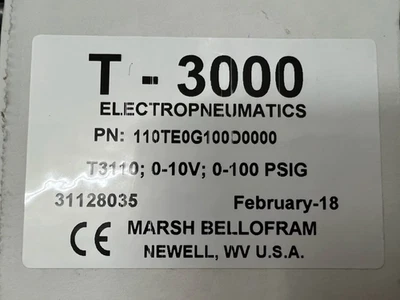 T - 3000
ELECTROPNEUMATICS
PN: 110TE0G100D0000
T3110; 0-10V; 0-100 PSIG
31128035 February-18
CE MARSH BELLOFRAM
NEWELL, WV U.S.A.